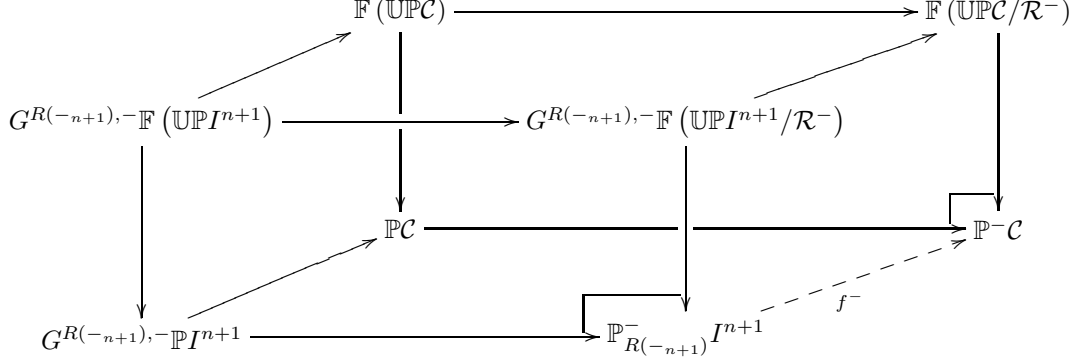 𝔽(𝕌ℙ𝒞) 𝔽(𝕌ℙ𝒞/ℛ⁻)
G^{R(−_{n+1}),−}𝔽(𝕌ℙI^{n+1}) G^{R(−_{n+1}),−}𝔽(𝕌ℙI^{n+1}/ℛ⁻)
ℙ𝒞 ℙ⁻𝒞
f⁻
G^{R(−_{n+1}),−}ℙI^{n+1} ℙ⁻_{R(−_{n+1})}I^{n+1}